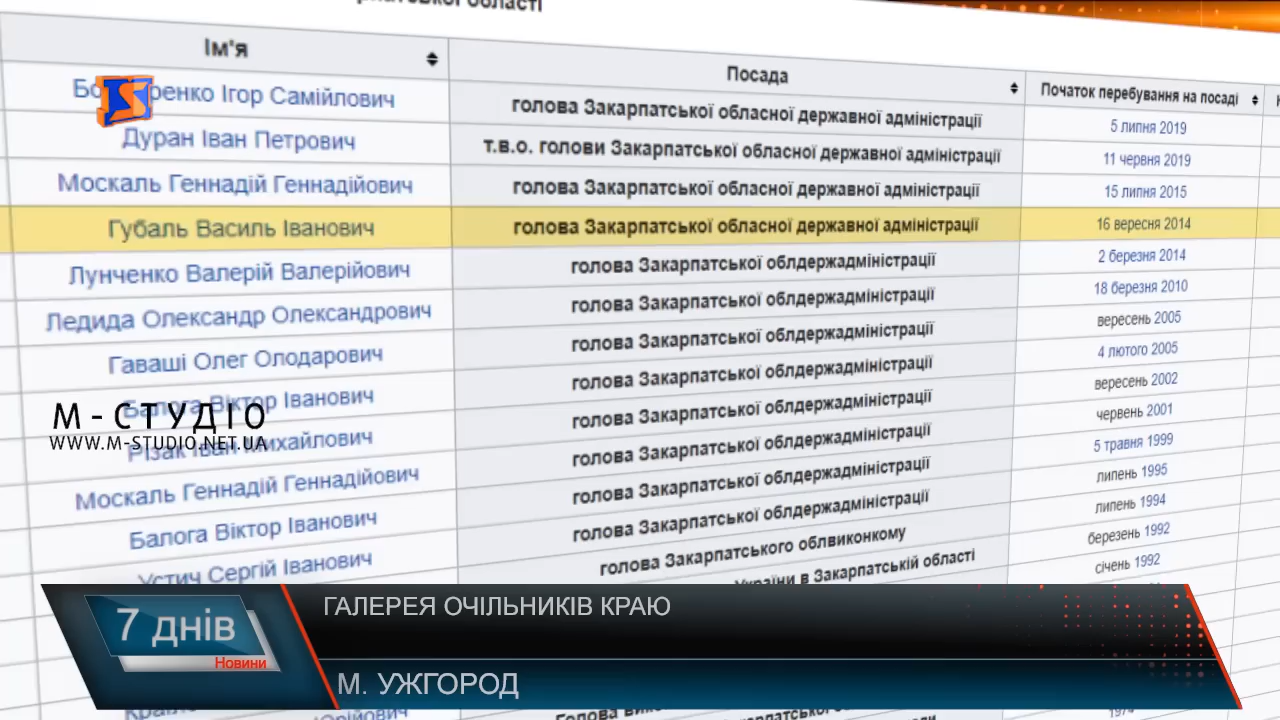 області
Ім'я Посада Початок перебування на посаді
Ігор Самійлович голова Закарпатської обласної державної адміністрації 5 липня 2019
Дуран Іван Петрович т.в.о. голови Закарпатської обласної державної адміністрації 11 червня 2019
Москаль Геннадій Геннадійович голова Закарпатської обласної державної адміністрації 15 липня 2015
Губаль Василь Іванович голова Закарпатської обласної державної адміністрації 16 вересня 2014
Лунченко Валерій Валерійович голова Закарпатської облдержадміністрації 2 березня 2014
Ледида Олександр Олександрович голова Закарпатської облдержадміністрації 18 березня 2010
Гаваші Олег Олодарович голова Закарпатської облдержадміністрації вересень 2005
Балога Віктор Іванович голова Закарпатської облдержадміністрації 4 лютого 2005
Різак Іван Михайлович голова Закарпатської облдержадміністрації вересень 2002
Москаль Геннадій Геннадійович голова Закарпатської облдержадміністрації червень 2001
Балога Віктор Іванович голова Закарпатської облдержадміністрації 5 травня 1999
Устич Сергій Іванович голова Закарпатської облдержадміністрації липень 1995
голова Закарпатського облвиконкому липень 1994
України в Закарпатській області березень 1992
січень 1992
М-СТУДІО
WWW.M-STUDIO.NET.UA
7 днів
Новини
ГАЛЕРЕЯ ОЧІЛЬНИКІВ КРАЮ
М. УЖГОРОД